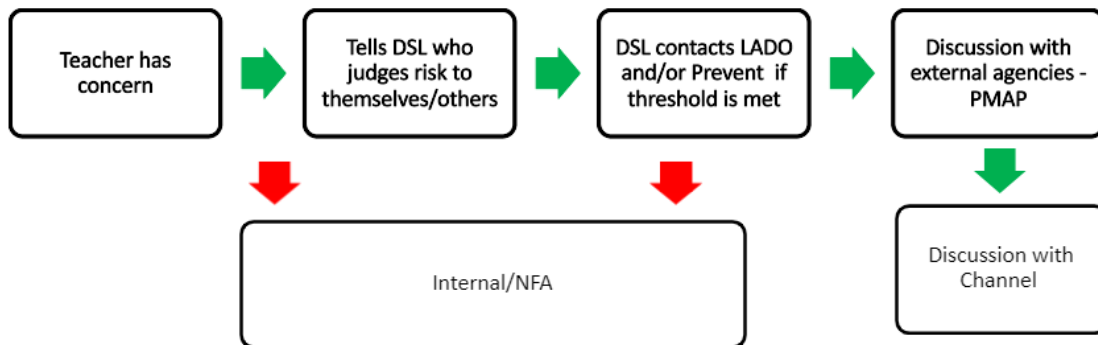 Teacher has
concern
Tells DSL who
judges risk to
themselves/others
DSL contacts LADO
and/or Prevent if
threshold is met
Discussion with
external agencies -
PMAP
Internal/NFA
Discussion with
Channel